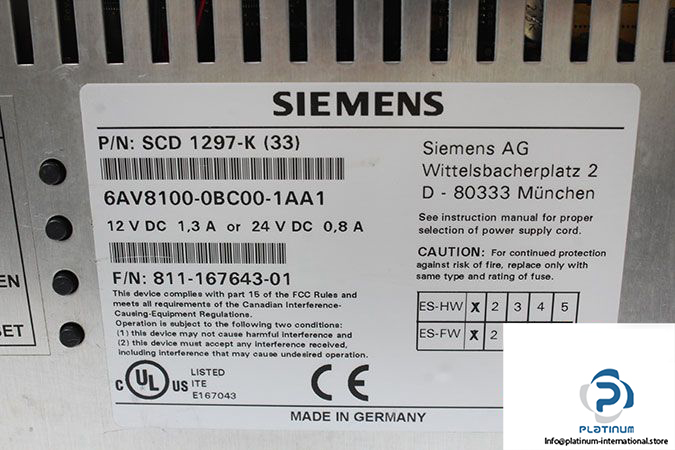 SIEMENS
P/N: SCD 1297-K (33)
6AV8100-0BC00-1AA1
12 V DC 1,3 A or 24 V DC 0,8 A
F/N: 811-167643-01
This device complies with part 15 of the FCC Rules and
meets all requirements of the Canadian Interference-
Causing-Equipment Regulations.
Operation is subject to the following two conditions:
(1) this device may not cause harmful interference and
(2) this device must accept any interference received,
including interference that may cause undesired operation.
C UL US
LISTED
ITE
E167043
CE
Siemens AG
Wittelsbacherplatz 2
D - 80333 München
See instruction manual for proper
selection of power supply cord.
CAUTION: For continued protection
against risk of fire, replace only with
same type and rating of fuse.
ES-HW X 2 3 4 5
ES-FW X 2
MADE IN GERMANY
EN
SET
PLATINUM
Info@platinum-international.store